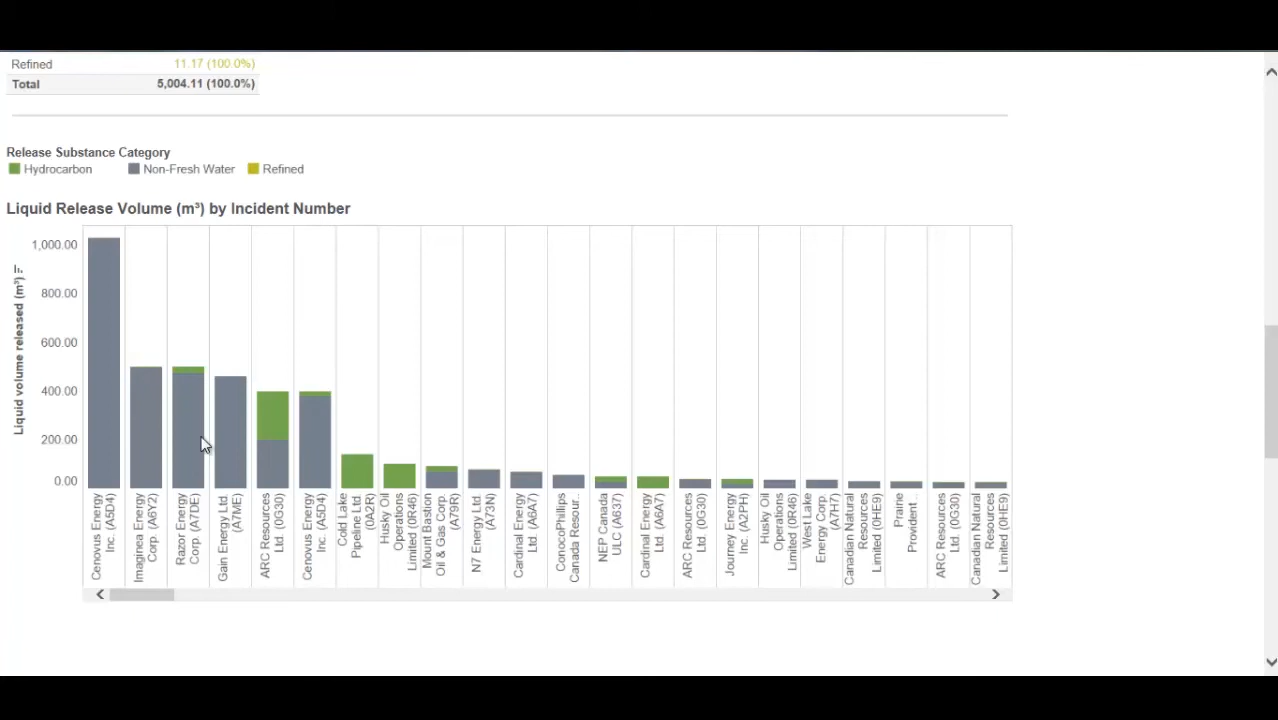 Refined 11.17 (100.0%)
Total 5,004.11 (100.0%)
Release Substance Category
Hydrocarbon Non-Fresh Water Refined
Liquid Release Volume (m³) by Incident Number
Liquid volume released (m³)
1,000.00
800.00
600.00
400.00
200.00
0.00
Cenovus Energy
Inc. (A5D4)
Imaginea Energy
Corp. (A6Y2)
Razor Energy
Corp. (A7DE)
Gain Energy Ltd.
(A7ME)
ARC Resources
Ltd. (0G30)
Cenovus Energy
Inc. (A5D4)
Cold Lake
Pipeline Ltd.
(0A2R)
Husky Oil
Operations
Limited (0R46)
Mount Bastion
Oil & Gas Corp.
(A79R)
N7 Energy Ltd.
(A73N)
Cardinal Energy
Ltd. (A6A7)
ConocoPhillips
Canada Resour...
NEP Canada
ULC (A637)
Cardinal Energy
Ltd. (A6A7)
ARC Resources
Ltd. (0G30)
Journey Energy
Inc. (A2PH)
Husky Oil
Operations
Limited (0R46)
West Lake
Energy Corp.
(A7H7)
Canadian Natural
Resources
Limited (0HE9)
Prairie
Provident ...
ARC Resources
Ltd. (0G30)
Canadian Natural
Resources
Limited (0HE9)